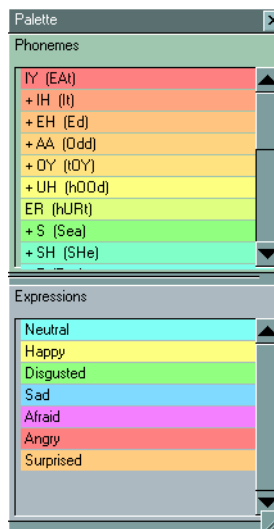 Palette
Phonemes
IY (EAt)
+ IH (It)
+ EH (Ed)
+ AA (Odd)
+ OY (tOY)
+ UH (hOOd)
ER (hURt)
+ S (Sea)
+ SH (SHe)
Expressions
Neutral
Happy
Disgusted
Sad
Afraid
Angry
Surprised